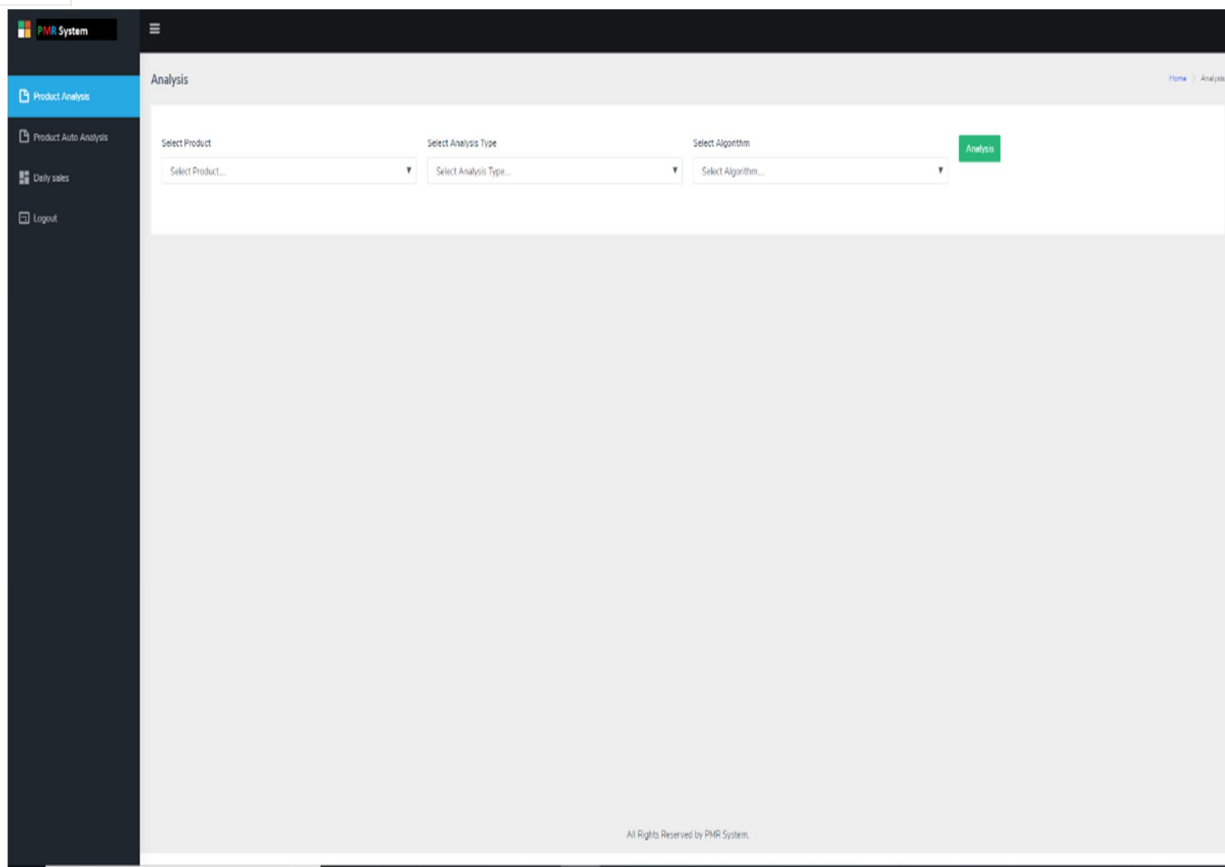 PMR System
Analysis
Home > Analysis
Product Analysis
Product Auto Analysis
Daily sales
Logout
Select Product
Select Analysis Type
Select Algorithm
Analysis
Select Product...
Select Analysis Type...
Select Algorithm...
All Rights Reserved by PMR System.